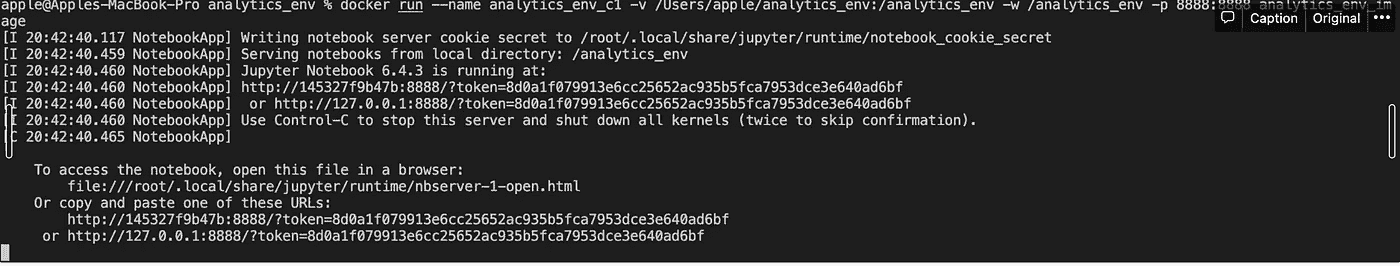 apple@Apples-MacBook-Pro analytics_env % docker run --name analytics_env_c1 -v /Users/apple/analytics_env:/analytics_env -w /analytics_env -p 8888:8888 analytics_env_im
age
Caption Original
[I 20:42:40.117 NotebookApp] Writing notebook server cookie secret to /root/.local/share/jupyter/runtime/notebook_cookie_secret
[I 20:42:40.459 NotebookApp] Serving notebooks from local directory: /analytics_env
[I 20:42:40.460 NotebookApp] Jupyter Notebook 6.4.3 is running at:
[I 20:42:40.460 NotebookApp] http://145327f9b47b:8888/?token=8d0a1f079913e6cc25652ac935b5fca7953dce3e640ad6bf
[I 20:42:40.460 NotebookApp]  or http://127.0.0.1:8888/?token=8d0a1f079913e6cc25652ac935b5fca7953dce3e640ad6bf
[I 20:42:40.460 NotebookApp] Use Control-C to stop this server and shut down all kernels (twice to skip confirmation).
[C 20:42:40.465 NotebookApp]
To access the notebook, open this file in a browser:
file:///root/.local/share/jupyter/runtime/nbserver-1-open.html
Or copy and paste one of these URLs:
http://145327f9b47b:8888/?token=8d0a1f079913e6cc25652ac935b5fca7953dce3e640ad6bf
or http://127.0.0.1:8888/?token=8d0a1f079913e6cc25652ac935b5fca7953dce3e640ad6bf